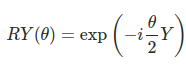 RY(θ) = exp(−i θ/2 Y)